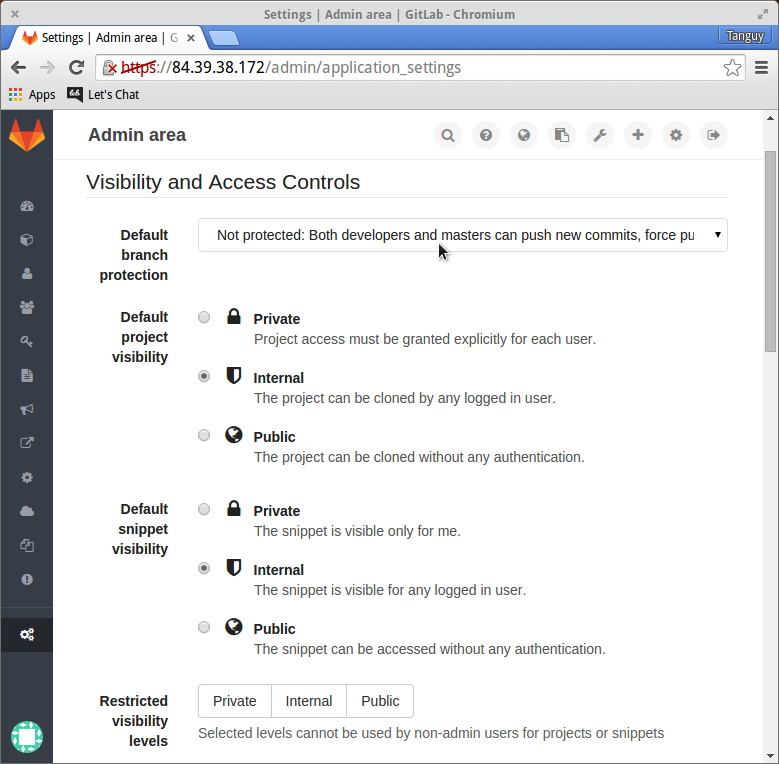 Settings | Admin area | GitLab - Chromium
Settings | Admin area | G
Tanguy
https://84.39.38.172/admin/application_settings
Apps
Let's Chat
Admin area
Visibility and Access Controls
Default branch protection
Not protected: Both developers and masters can push new commits, force pu
Default project visibility
Private
Project access must be granted explicitly for each user.
Internal
The project can be cloned by any logged in user.
Public
The project can be cloned without any authentication.
Default snippet visibility
Private
The snippet is visible only for me.
Internal
The snippet is visible for any logged in user.
Public
The snippet can be accessed without any authentication.
Restricted visibility levels
Private Internal Public
Selected levels cannot be used by non-admin users for projects or snippets